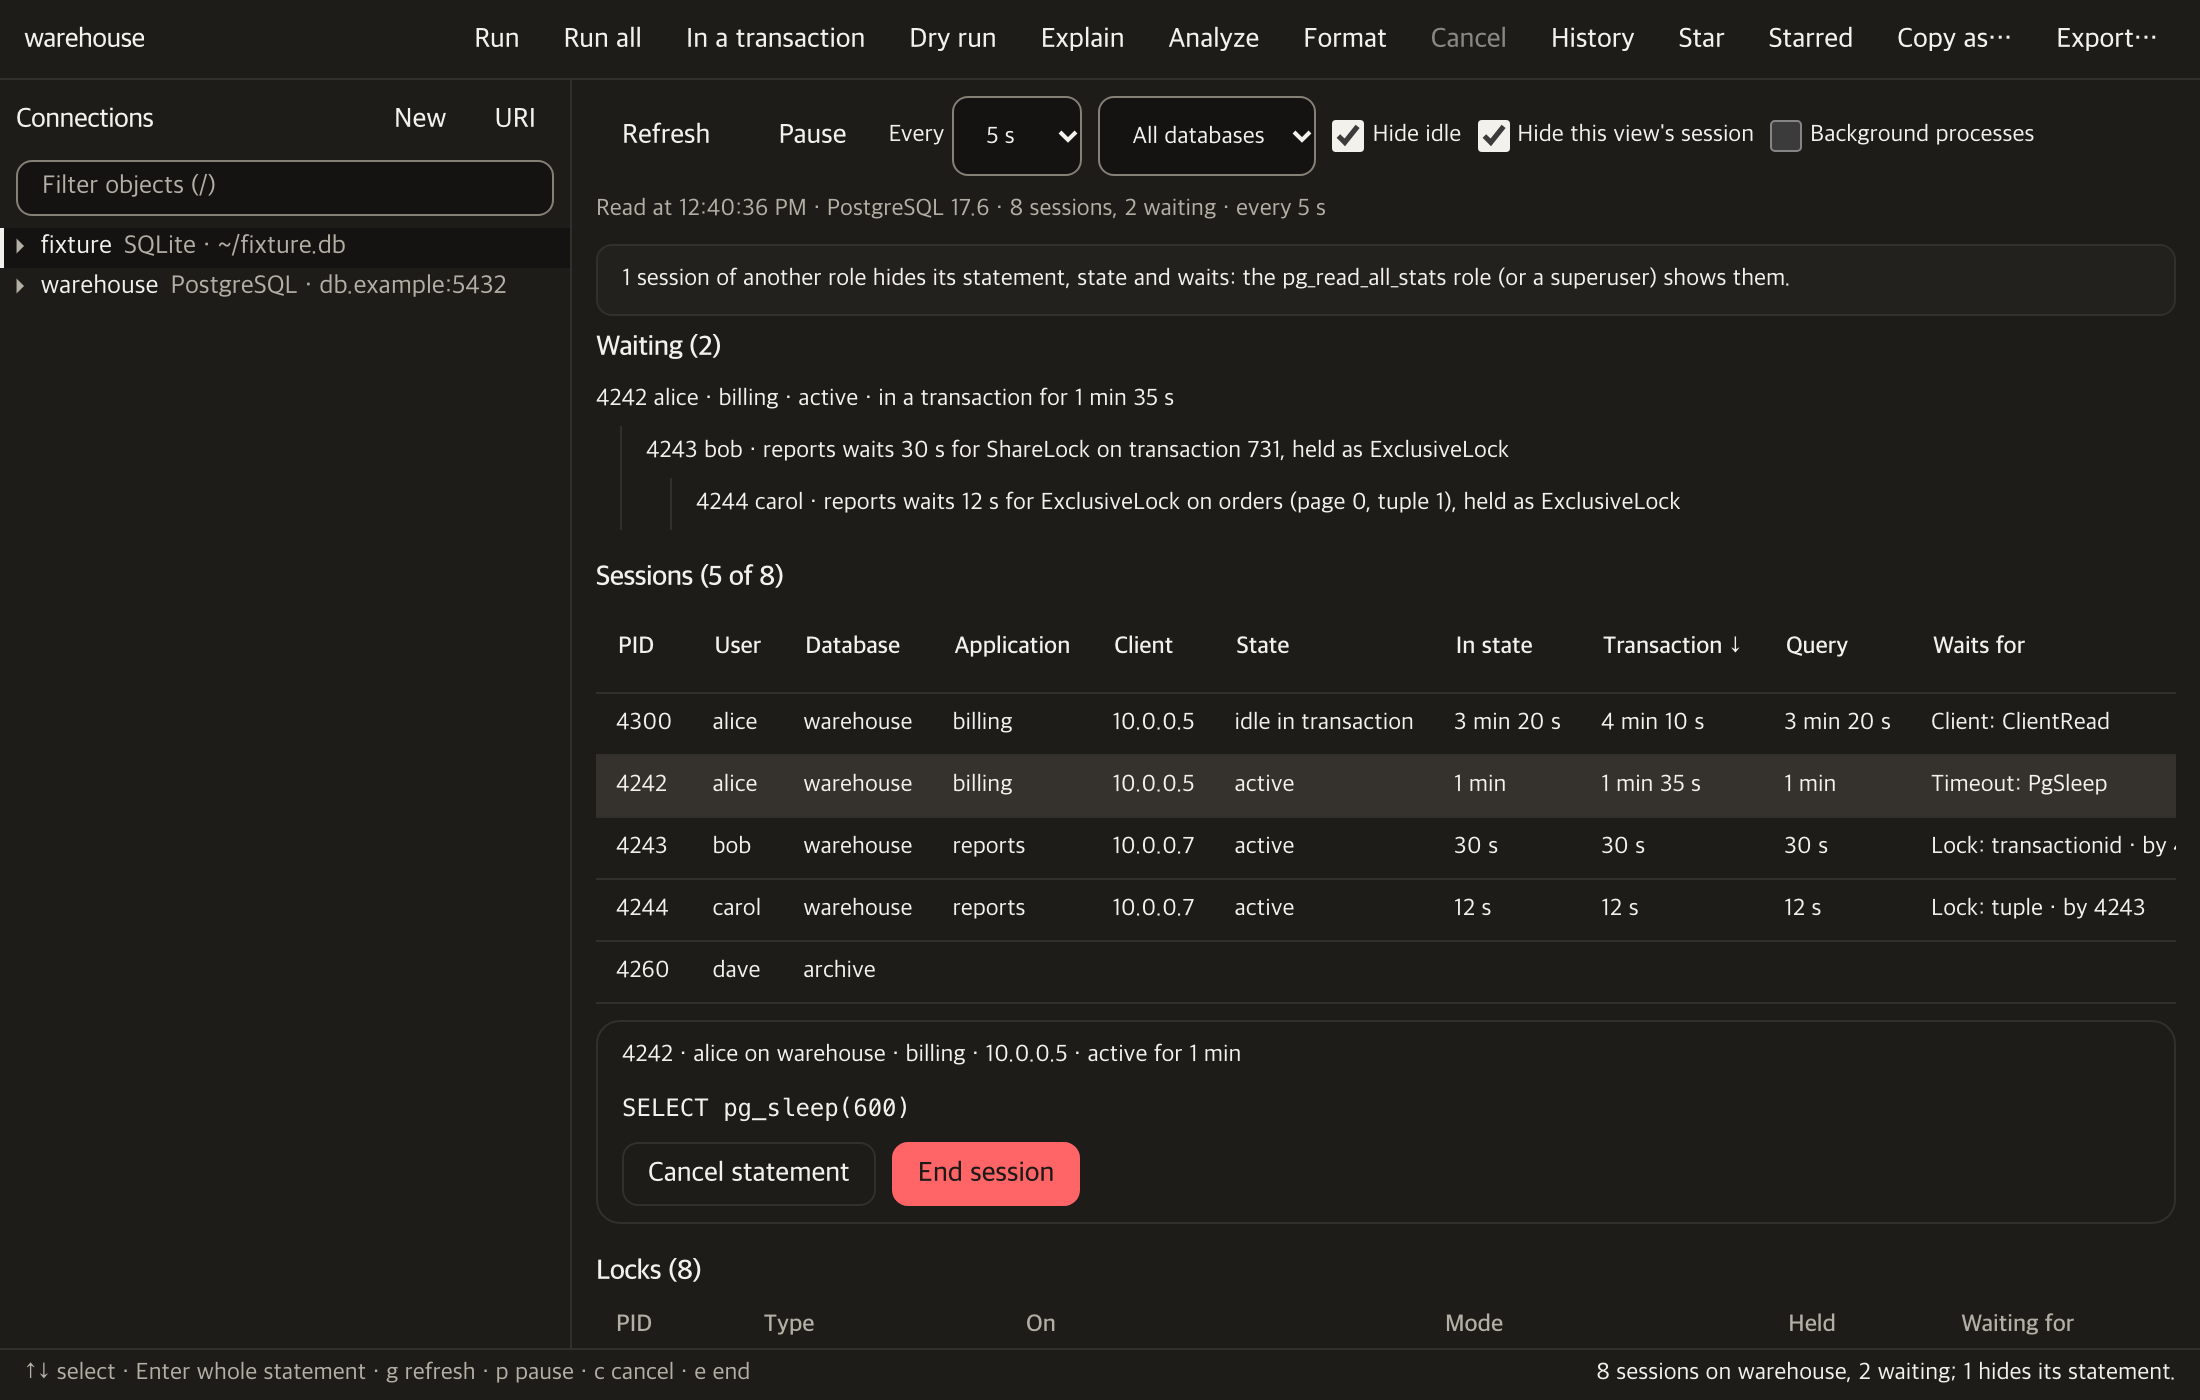 warehouse Run Run all In a transaction Dry run Explain Analyze Format Cancel History Star Starred Copy as··· Export···
Connections New URI
Filter objects (/)
fixture SQLite · ~/fixture.db
warehouse PostgreSQL · db.example:5432
Refresh Pause Every 5 s All databases Hide idle Hide this view's session Background processes
Read at 12:40:36 PM · PostgreSQL 17.6 · 8 sessions, 2 waiting · every 5 s
1 session of another role hides its statement, state and waits: the pg_read_all_stats role (or a superuser) shows them.
Waiting (2)
4242 alice · billing · active · in a transaction for 1 min 35 s
4243 bob · reports waits 30 s for ShareLock on transaction 731, held as ExclusiveLock
4244 carol · reports waits 12 s for ExclusiveLock on orders (page 0, tuple 1), held as ExclusiveLock
Sessions (5 of 8)
PID User Database Application Client State In state Transaction ↓ Query Waits for
4300 alice warehouse billing 10.0.0.5 idle in transaction 3 min 20 s 4 min 10 s 3 min 20 s Client: ClientRead
4242 alice warehouse billing 10.0.0.5 active 1 min 1 min 35 s 1 min Timeout: PgSleep
4243 bob warehouse reports 10.0.0.7 active 30 s 30 s 30 s Lock: transactionid · by
4244 carol warehouse reports 10.0.0.7 active 12 s 12 s 12 s Lock: tuple · by 4243
4260 dave archive
4242 · alice on warehouse · billing · 10.0.0.5 · active for 1 min
SELECT pg_sleep(600)
Cancel statement End session
Locks (8)
PID Type On Mode Held Waiting for
↑↓ select · Enter whole statement · g refresh · p pause · c cancel · e end
8 sessions on warehouse, 2 waiting; 1 hides its statement.